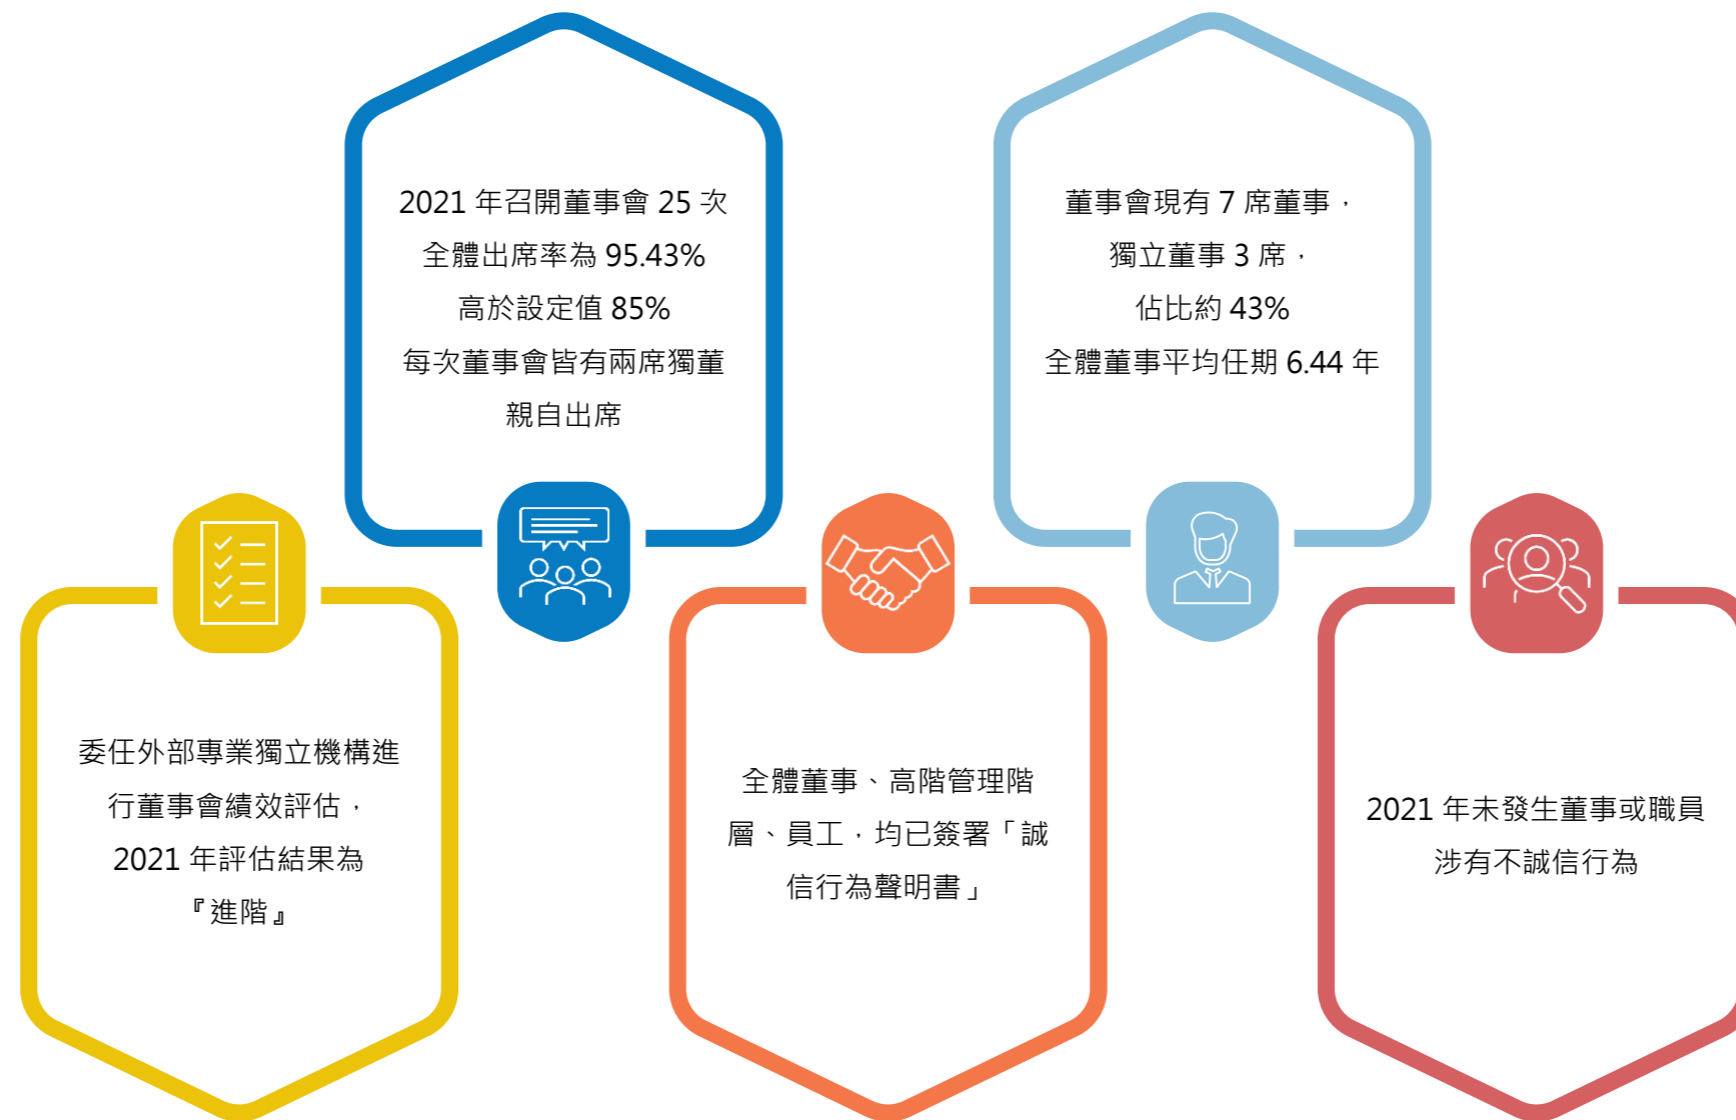 2021 年召開董事會 25 次
全體出席率為 95.43%
高於設定值 85%
每次董事會皆有兩席獨董
親自出席
董事會現有 7 席董事，
獨立董事 3 席，
佔比約 43%
全體董事平均任期 6.44 年
委任外部專業獨立機構進
行董事會績效評估，
2021 年評估結果為
『進階』
全體董事、高階管理階
層、員工，均已簽署「誠
信行為聲明書」
2021 年未發生董事或職員
涉有不誠信行為